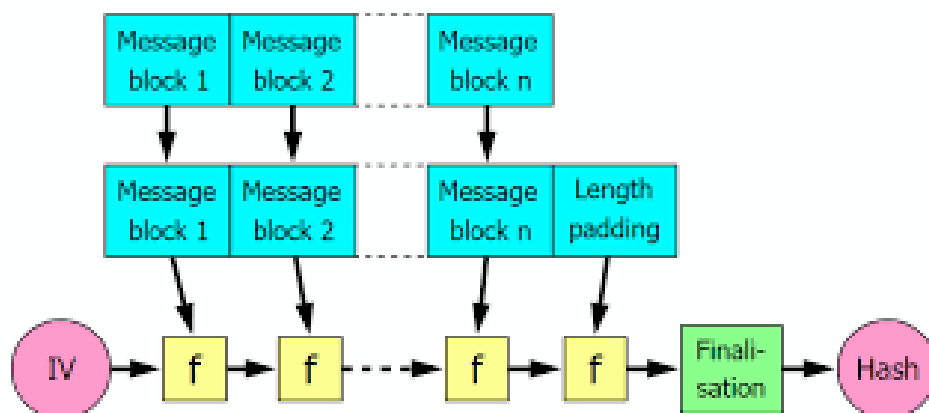 Message Message Message
block 1 block 2 block n
Message Message Message Length
block 1 block 2 block n padding
IV f f f f Finali- Hash
sation